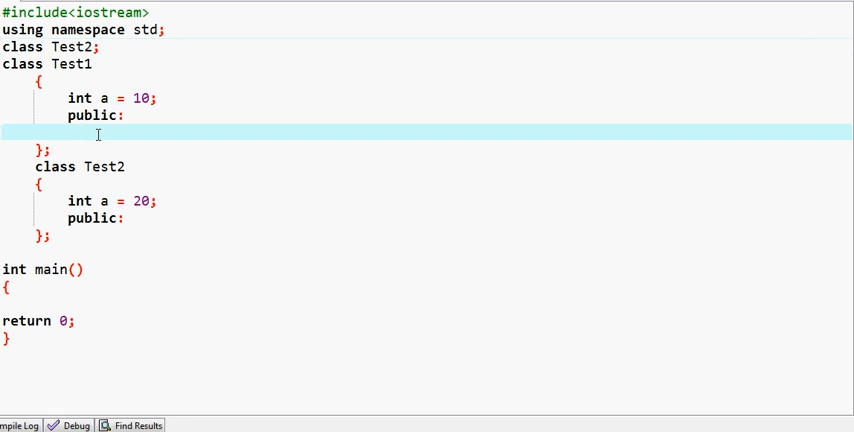 #include<iostream>
using namespace std;
class Test2;
class Test1
{
int a = 10;
public:
};
class Test2
{
int a = 20;
public:
};
int main()
{
return 0;
}
mpile Log Debug Find Results